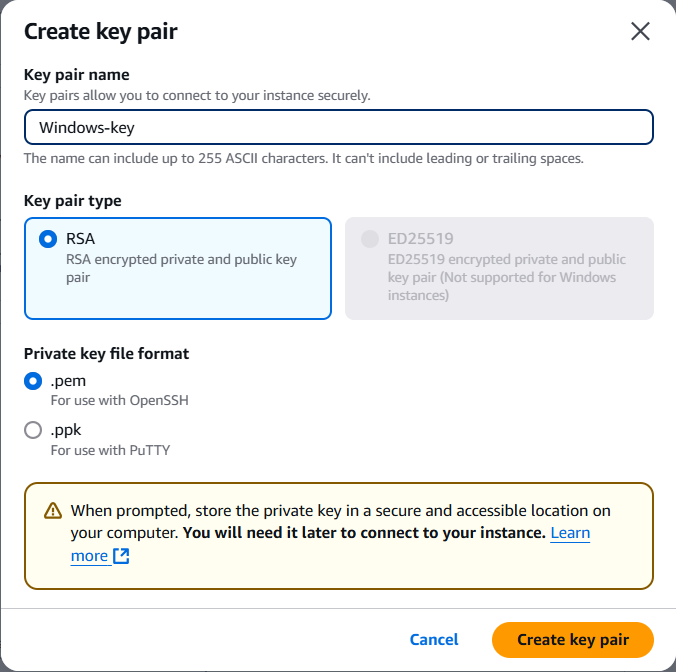 Create key pair
Key pair name
Key pairs allow you to connect to your instance securely.
Windows-key
The name can include up to 255 ASCII characters. It can't include leading or trailing spaces.
Key pair type
RSA
RSA encrypted private and public key
pair
ED25519
ED25519 encrypted private and public
key pair (Not supported for Windows
instances)
Private key file format
.pem
For use with OpenSSH
.ppk
For use with PuTTY
When prompted, store the private key in a secure and accessible location on
your computer. You will need it later to connect to your instance. Learn
more
Cancel
Create key pair